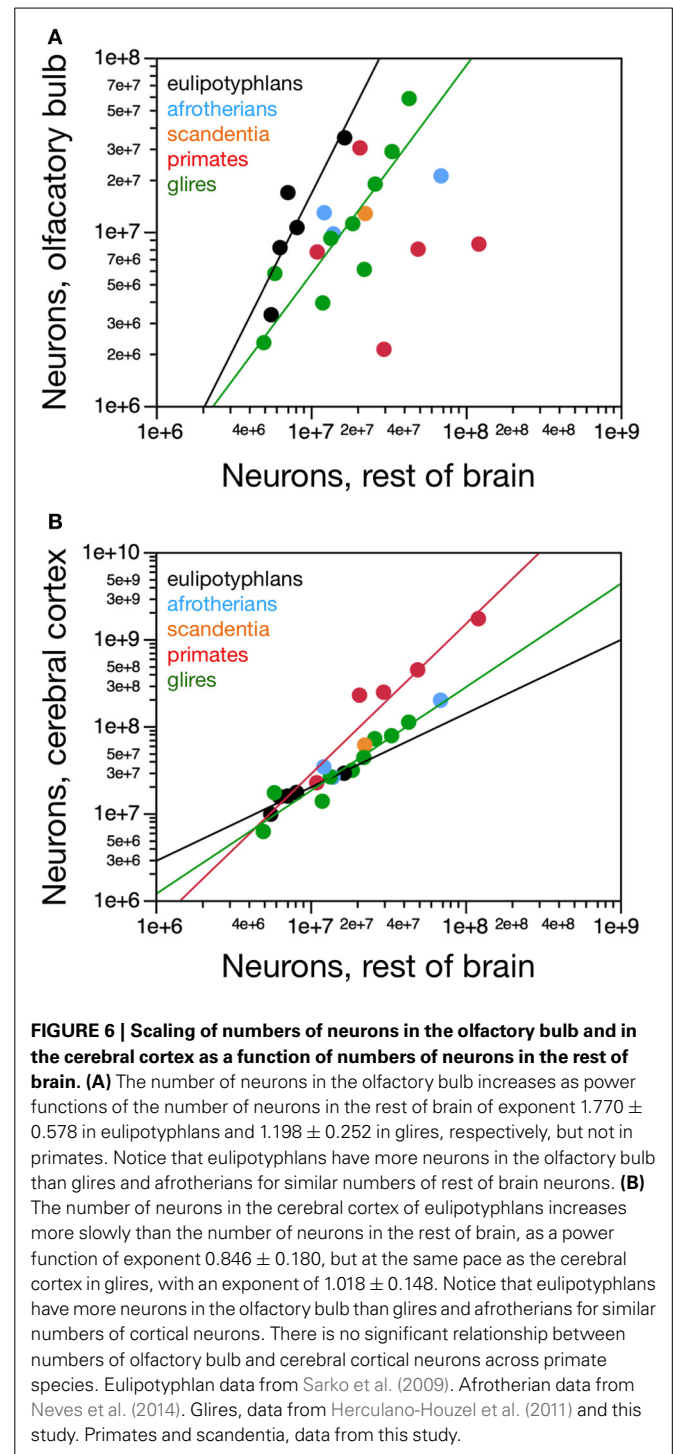 A
1e+8
7e+7
5e+7
3e+7
2e+7
1e+7
7e+6
5e+6
3e+6
2e+6
1e+6
Neurons, olfacatory bulb
eulipotyphlans
afrotherians
scandentia
primates
glires
1e+6 4e+6 1e+7 2e+7 4e+7 1e+8 2e+8 4e+8 1e+9
Neurons, rest of brain
B
1e+10
5e+9
3e+9
1e+9
5e+8
3e+8
1e+8
5e+7
3e+7
1e+7
5e+6
3e+6
1e+6
Neurons, cerebral cortex
eulipotyphlans
afrotherians
scandentia
primates
glires
1e+6 4e+6 1e+7 2e+7 4e+7 1e+8 2e+8 4e+8 1e+9
Neurons, rest of brain
FIGURE 6 | Scaling of numbers of neurons in the olfactory bulb and in
the cerebral cortex as a function of numbers of neurons in the rest of
brain. (A) The number of neurons in the olfactory bulb increases as power
functions of the number of neurons in the rest of brain of exponent 1.770 ±
0.578 in eulipotyphlans and 1.198 ± 0.252 in glires, respectively, but not in
primates. Notice that eulipotyphlans have more neurons in the olfactory bulb
than glires and afrotherians for similar numbers of rest of brain neurons. (B)
The number of neurons in the cerebral cortex of eulipotyphlans increases
more slowly than the number of neurons in the rest of brain, as a power
function of exponent 0.846 ± 0.180, but at the same pace as the cerebral
cortex in glires, with an exponent of 1.018 ± 0.148. Notice that eulipotyphlans
have more neurons in the olfactory bulb than glires and afrotherians for similar
numbers of cortical neurons. There is no significant relationship between
numbers of olfactory bulb and cerebral cortical neurons across primate
species. Eulipotyphlan data from Sarko et al. (2009). Afrotherian data from
Neves et al. (2014). Glires, data from Herculano-Houzel et al. (2011) and this
study. Primates and scandentia, data from this study.